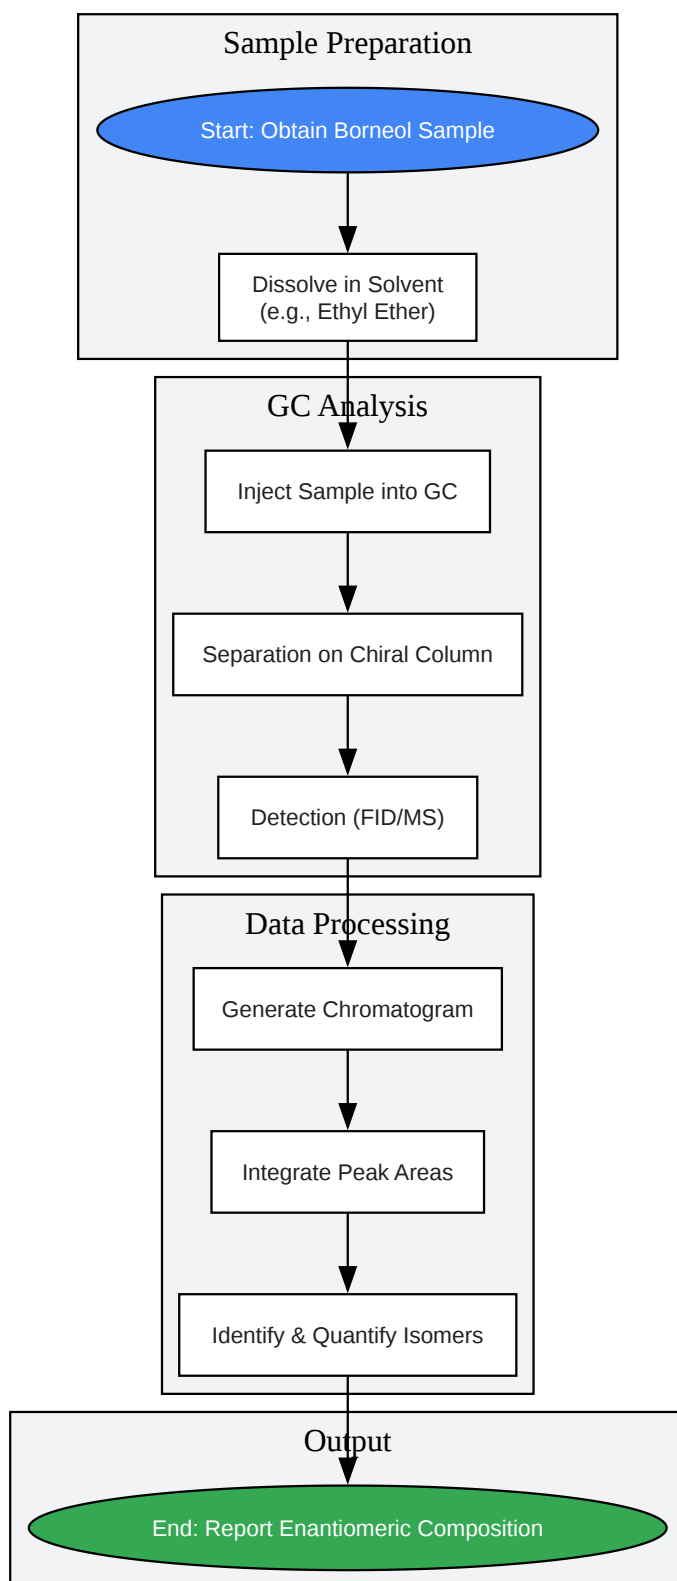 Sample Preparation
Start: Obtain Borneol Sample
Dissolve in Solvent
(e.g., Ethyl Ether)
GC Analysis
Inject Sample into GC
Separation on Chiral Column
Detection (FID/MS)
Data Processing
Generate Chromatogram
Integrate Peak Areas
Identify & Quantify Isomers
Output
End: Report Enantiomeric Composition